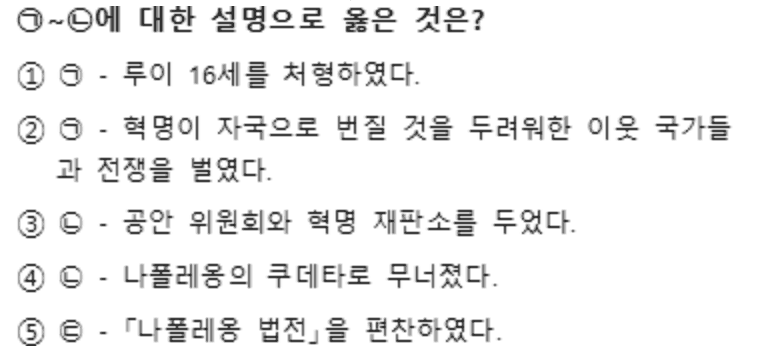 ㉠~㉡에 대한 설명으로 옳은 것은?
① ㉠ - 루이 16세를 처형하였다.
② ㉠ - 혁명이 자국으로 번질 것을 두려워한 이웃 국가들
과 전쟁을 벌였다.
③ ㉡ - 공안 위원회와 혁명 재판소를 두었다.
④ ㉡ - 나폴레옹의 쿠데타로 무너졌다.
⑤ ㉢ -「나폴레옹 법전」을 편찬하였다.